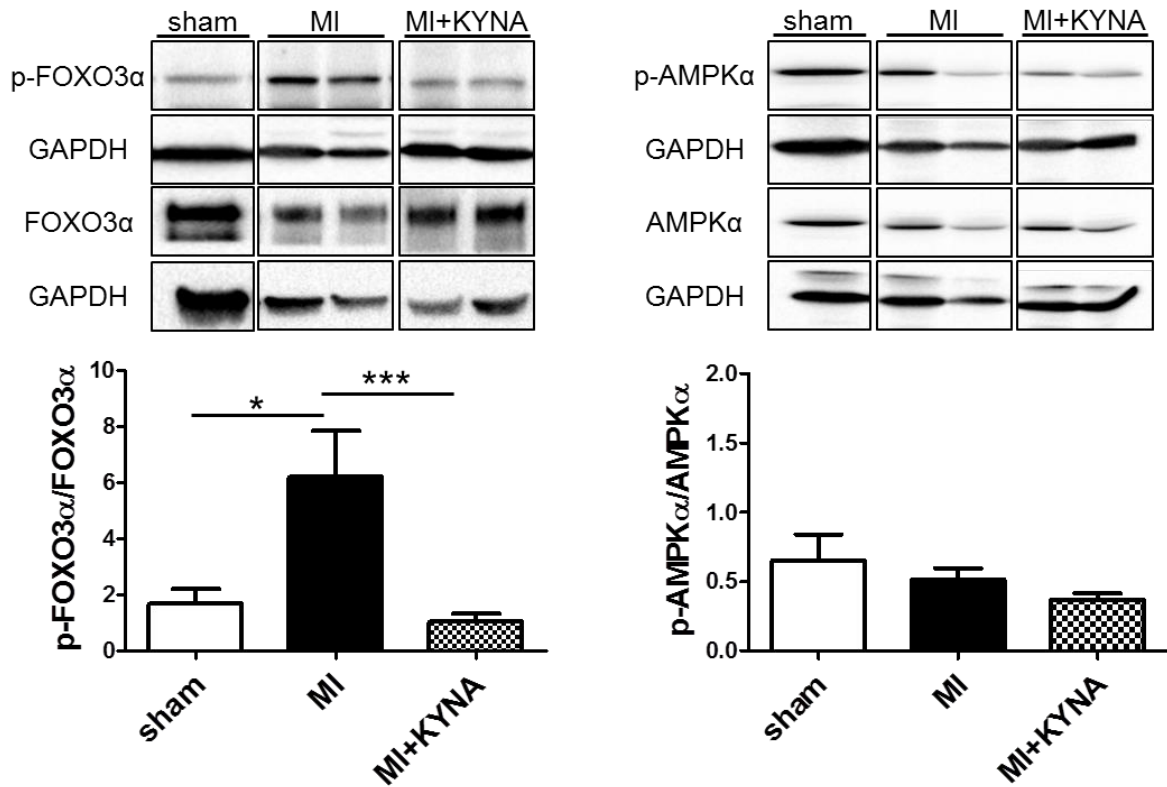 sham MI MI+KYNA
p-FOXO3α
GAPDH
FOXO3α
GAPDH
p-FOXO3α/FOXO3α
10
8
6
4
2
0
*
***
sham
MI
MI+KYNA
sham MI MI+KYNA
p-AMPKα
GAPDH
AMPKα
GAPDH
p-AMPKα/AMPKα
2.0
1.5
1.0
0.5
0.0
sham
MI
MI+KYNA